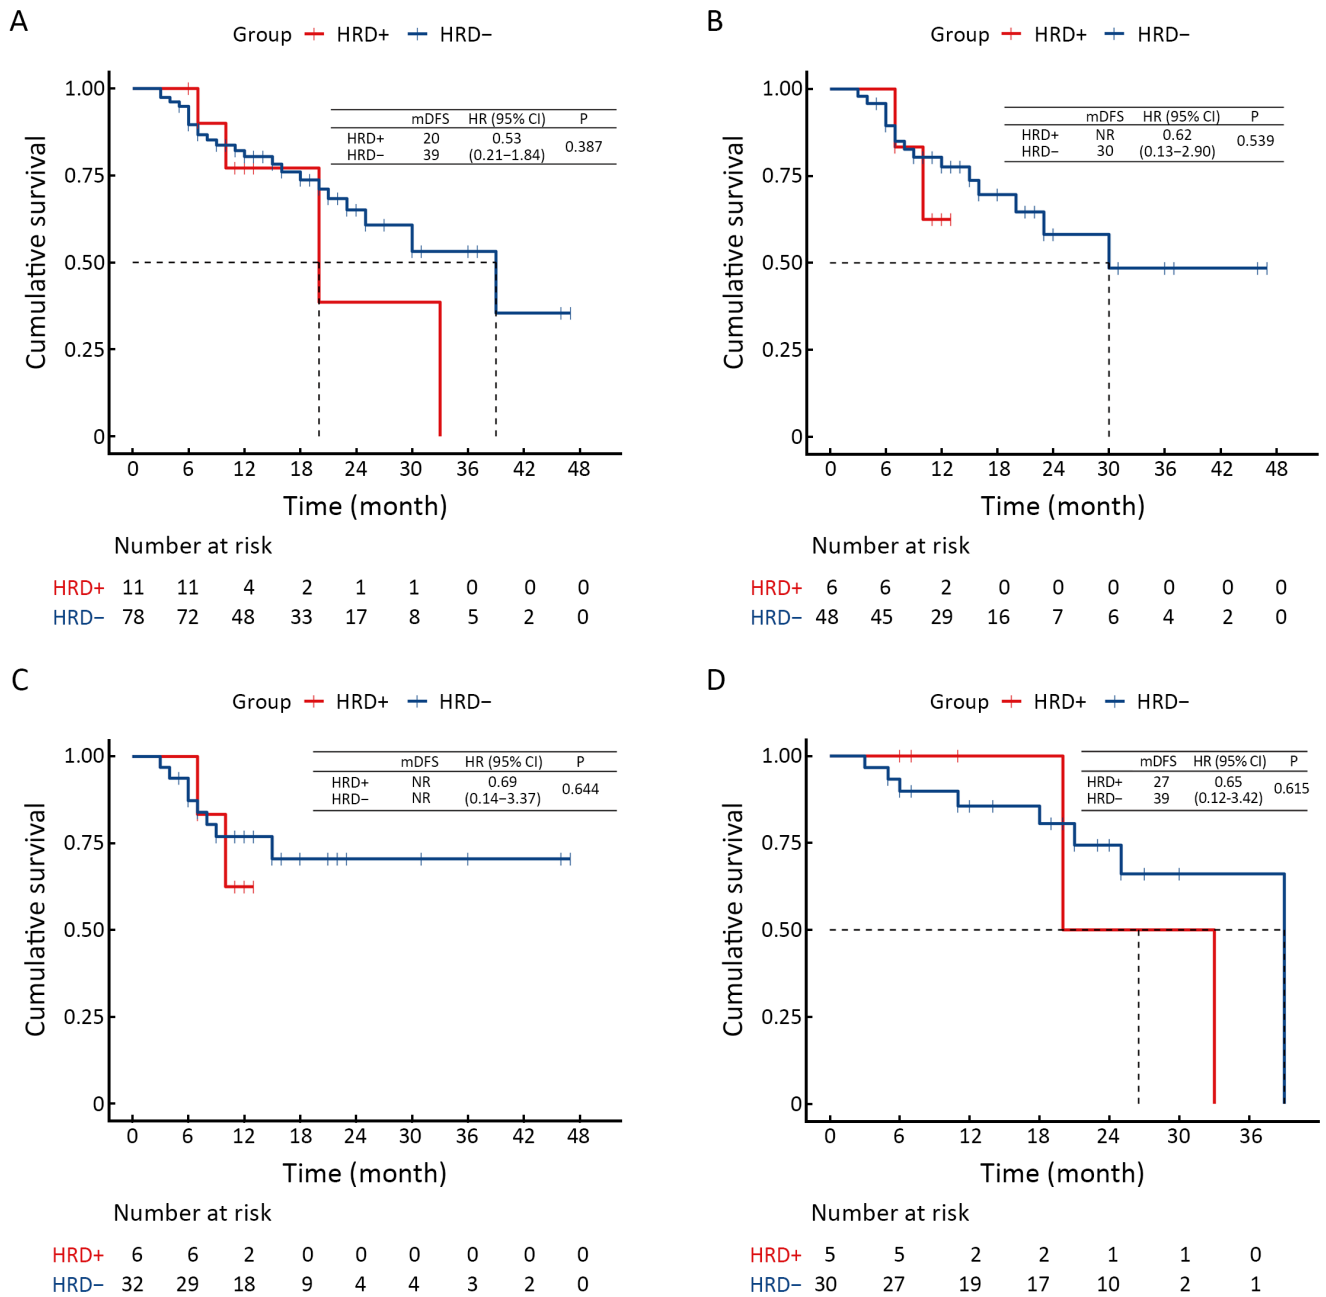 A
Group HRD+ HRD−
Cumulative survival
1.00
0.75
0.50
0.25
0
mDFS HR (95% CI) P
HRD+ 20 0.53 0.387
HRD− 39 (0.21−1.84)
0 6 12 18 24 30 36 42 48
Time (month)
Number at risk
HRD+ 11 11 4 2 1 1 0 0 0
HRD− 78 72 48 33 17 8 5 2 0
B
Group HRD+ HRD−
Cumulative survival
1.00
0.75
0.50
0.25
0
mDFS HR (95% CI) P
HRD+ NR 0.62 0.539
HRD− 30 (0.13−2.90)
0 6 12 18 24 30 36 42 48
Time (month)
Number at risk
HRD+ 6 6 2 0 0 0 0 0 0
HRD− 48 45 29 16 7 6 4 2 0
C
Group HRD+ HRD−
Cumulative survival
1.00
0.75
0.50
0.25
0
mDFS HR (95% CI) P
HRD+ NR 0.69 0.644
HRD− NR (0.14−3.37)
0 6 12 18 24 30 36 42 48
Time (month)
Number at risk
HRD+ 6 6 2 0 0 0 0 0 0
HRD− 32 29 18 9 4 4 3 2 0
D
Group HRD+ HRD−
Cumulative survival
1.00
0.75
0.50
0.25
0
mDFS HR (95% CI) P
HRD+ 27 0.65 0.615
HRD− 39 (0.12-3.42)
0 6 12 18 24 30 36
Time (month)
Number at risk
HRD+ 5 5 2 2 1 1 0
HRD− 30 27 19 17 10 2 1